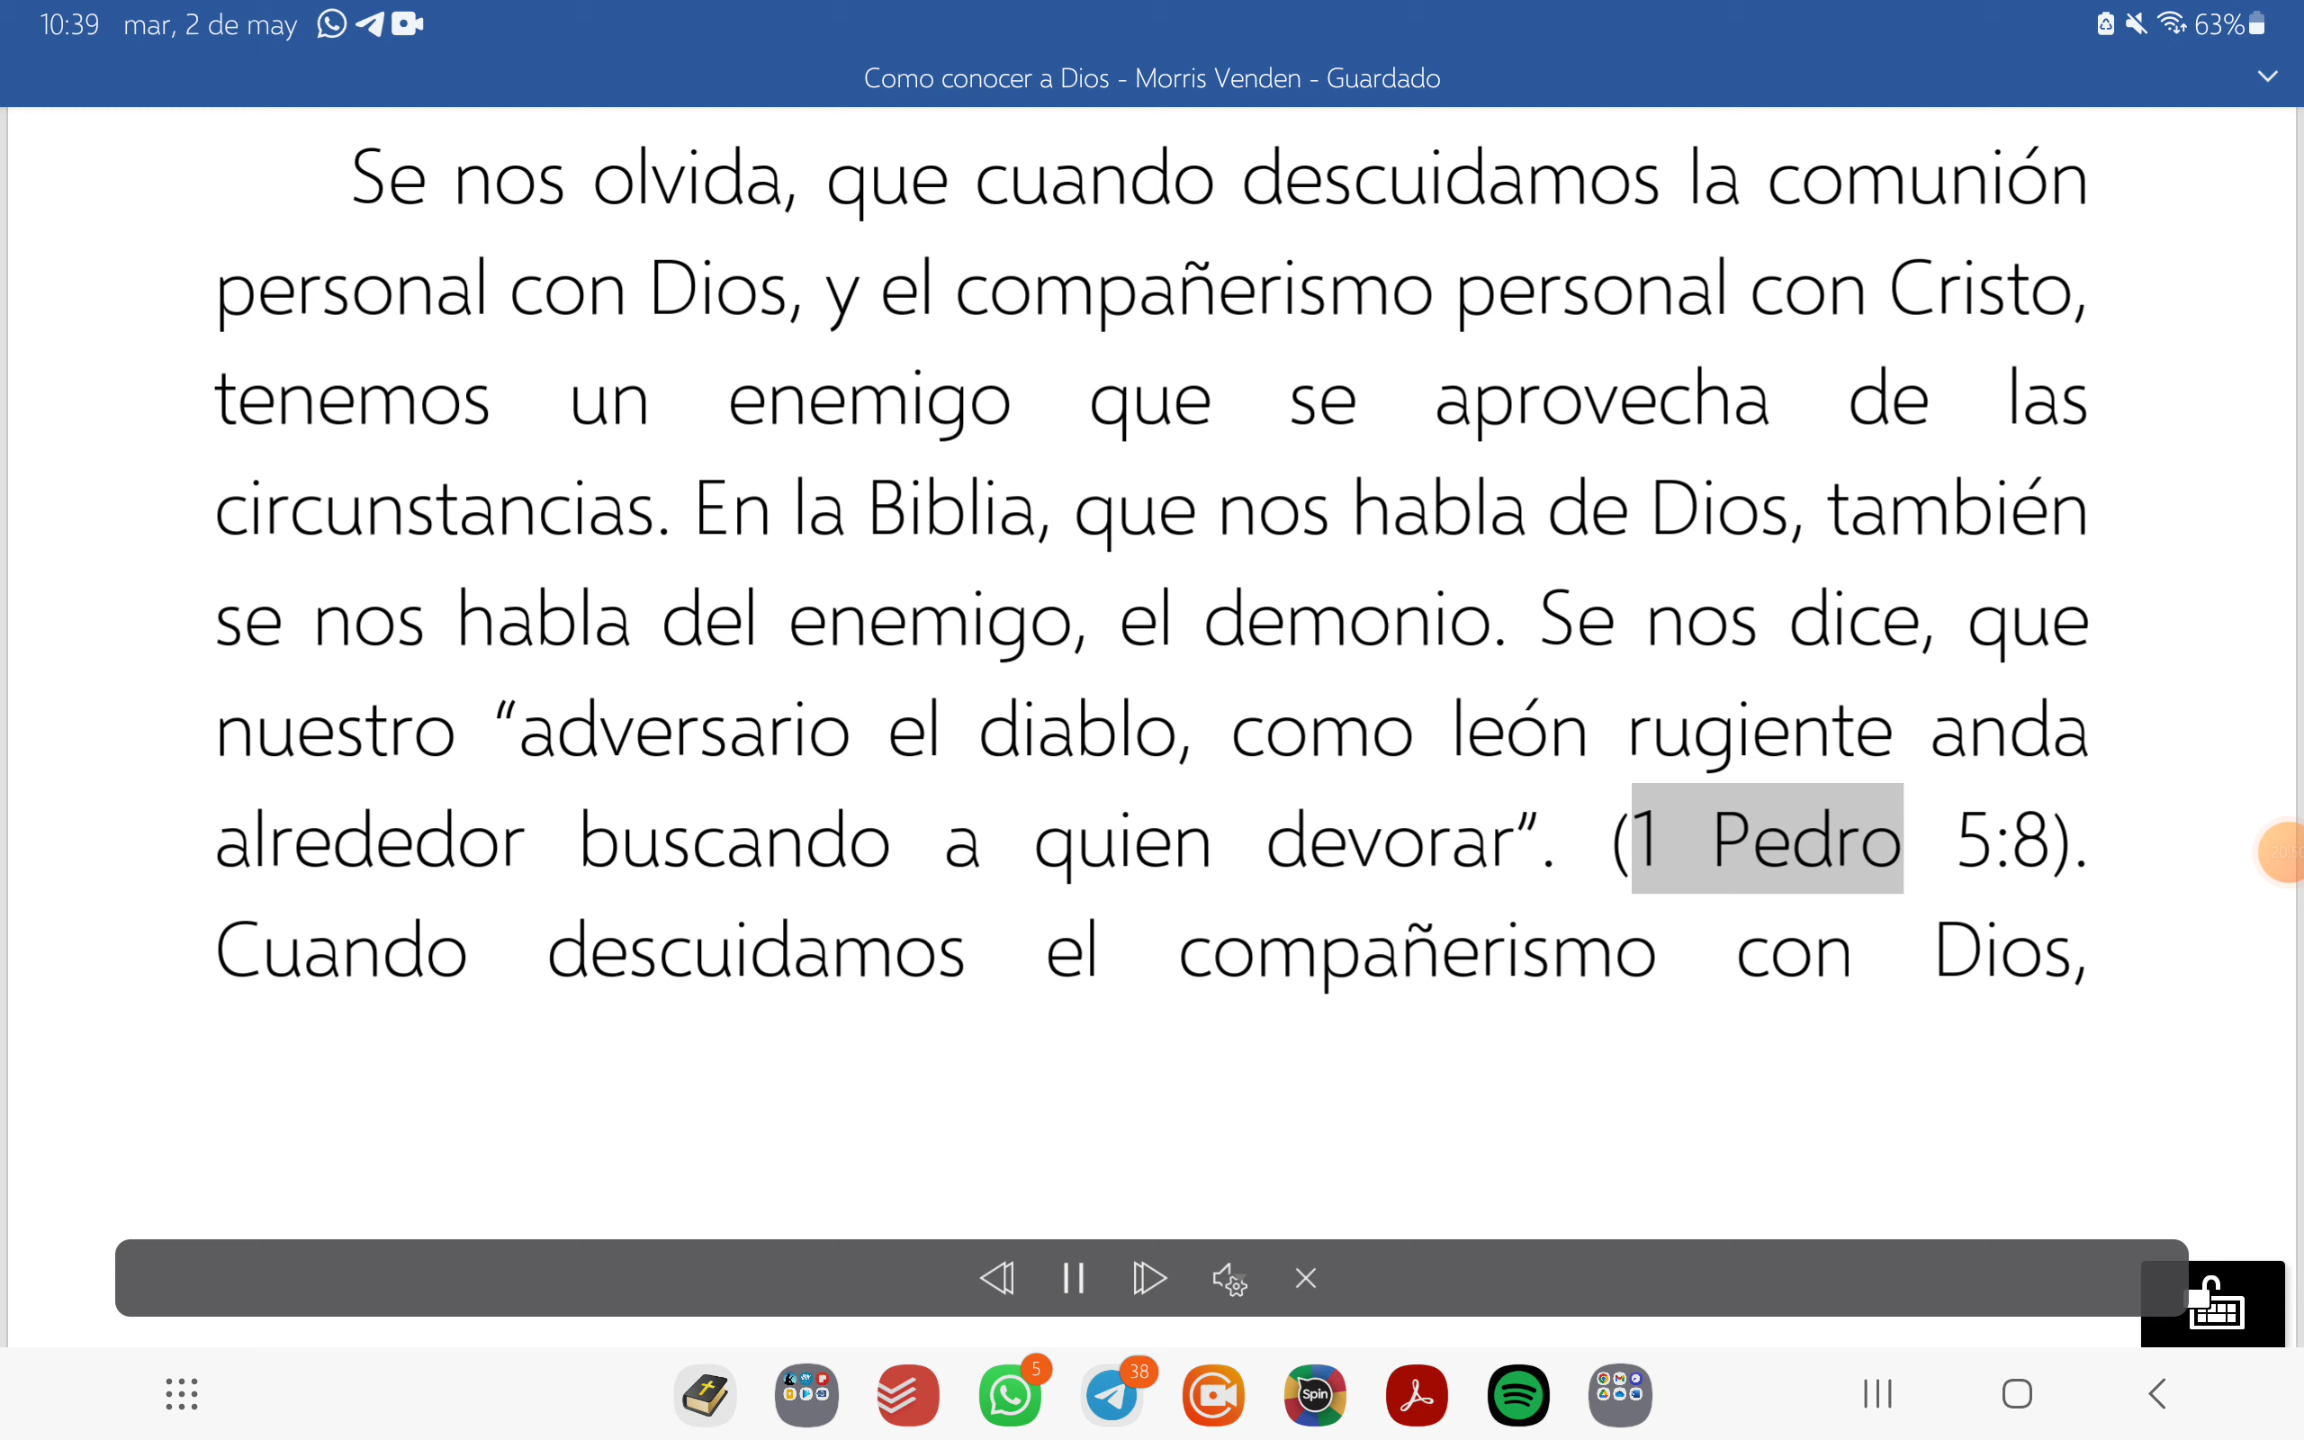 10:39 mar, 2 de may 63%
Como conocer a Dios - Morris Venden - Guardado
Se nos olvida, que cuando descuidamos la comunión
personal con Dios, y el compañerismo personal con Cristo,
tenemos un enemigo que se aprovecha de las
circunstancias. En la Biblia, que nos habla de Dios, también
se nos habla del enemigo, el demonio. Se nos dice, que
nuestro “adversario el diablo, como león rugiente anda
alrededor buscando a quien devorar”. (1 Pedro 5:8).
Cuando descuidamos el compañerismo con Dios,
5
38
Spin